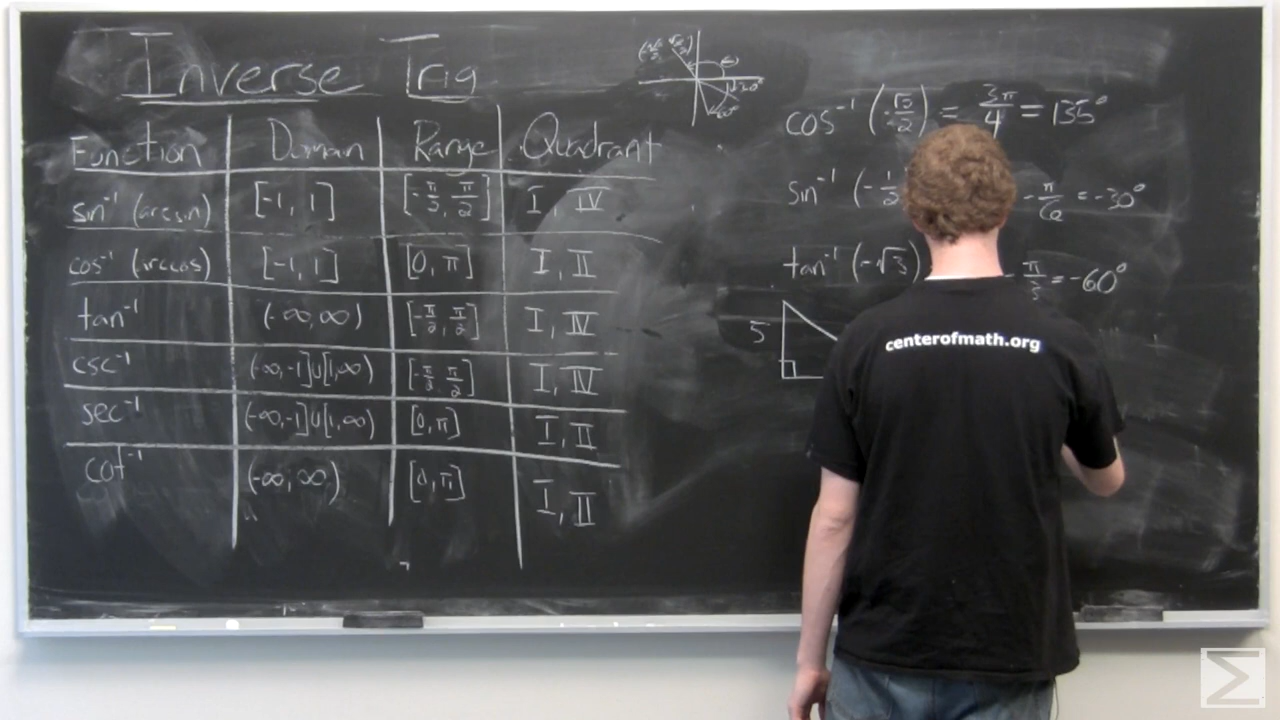 Inverse Trig
Function Domain Range Quadrant
sin⁻¹ (arcsin) [-1, 1] [-π/2, π/2] I, IV
cos⁻¹ (arccos) [-1, 1] [0, π] I, II
tan⁻¹ (-∞, ∞) [-π/2, π/2] I, IV
csc⁻¹ (-∞, -1]∪[1, ∞) [-π/2, π/2] I, IV
sec⁻¹ (-∞, -1]∪[1, ∞) [0, π] I, II
cot⁻¹ (-∞, ∞) [0, π] I, II
cos⁻¹ (-√2/2) = 3π/4 = 135°
sin⁻¹ (-1/2 -π/6 = -30°
tan⁻¹ (-√3) -π/3 = -60°
5
centerofmath.org